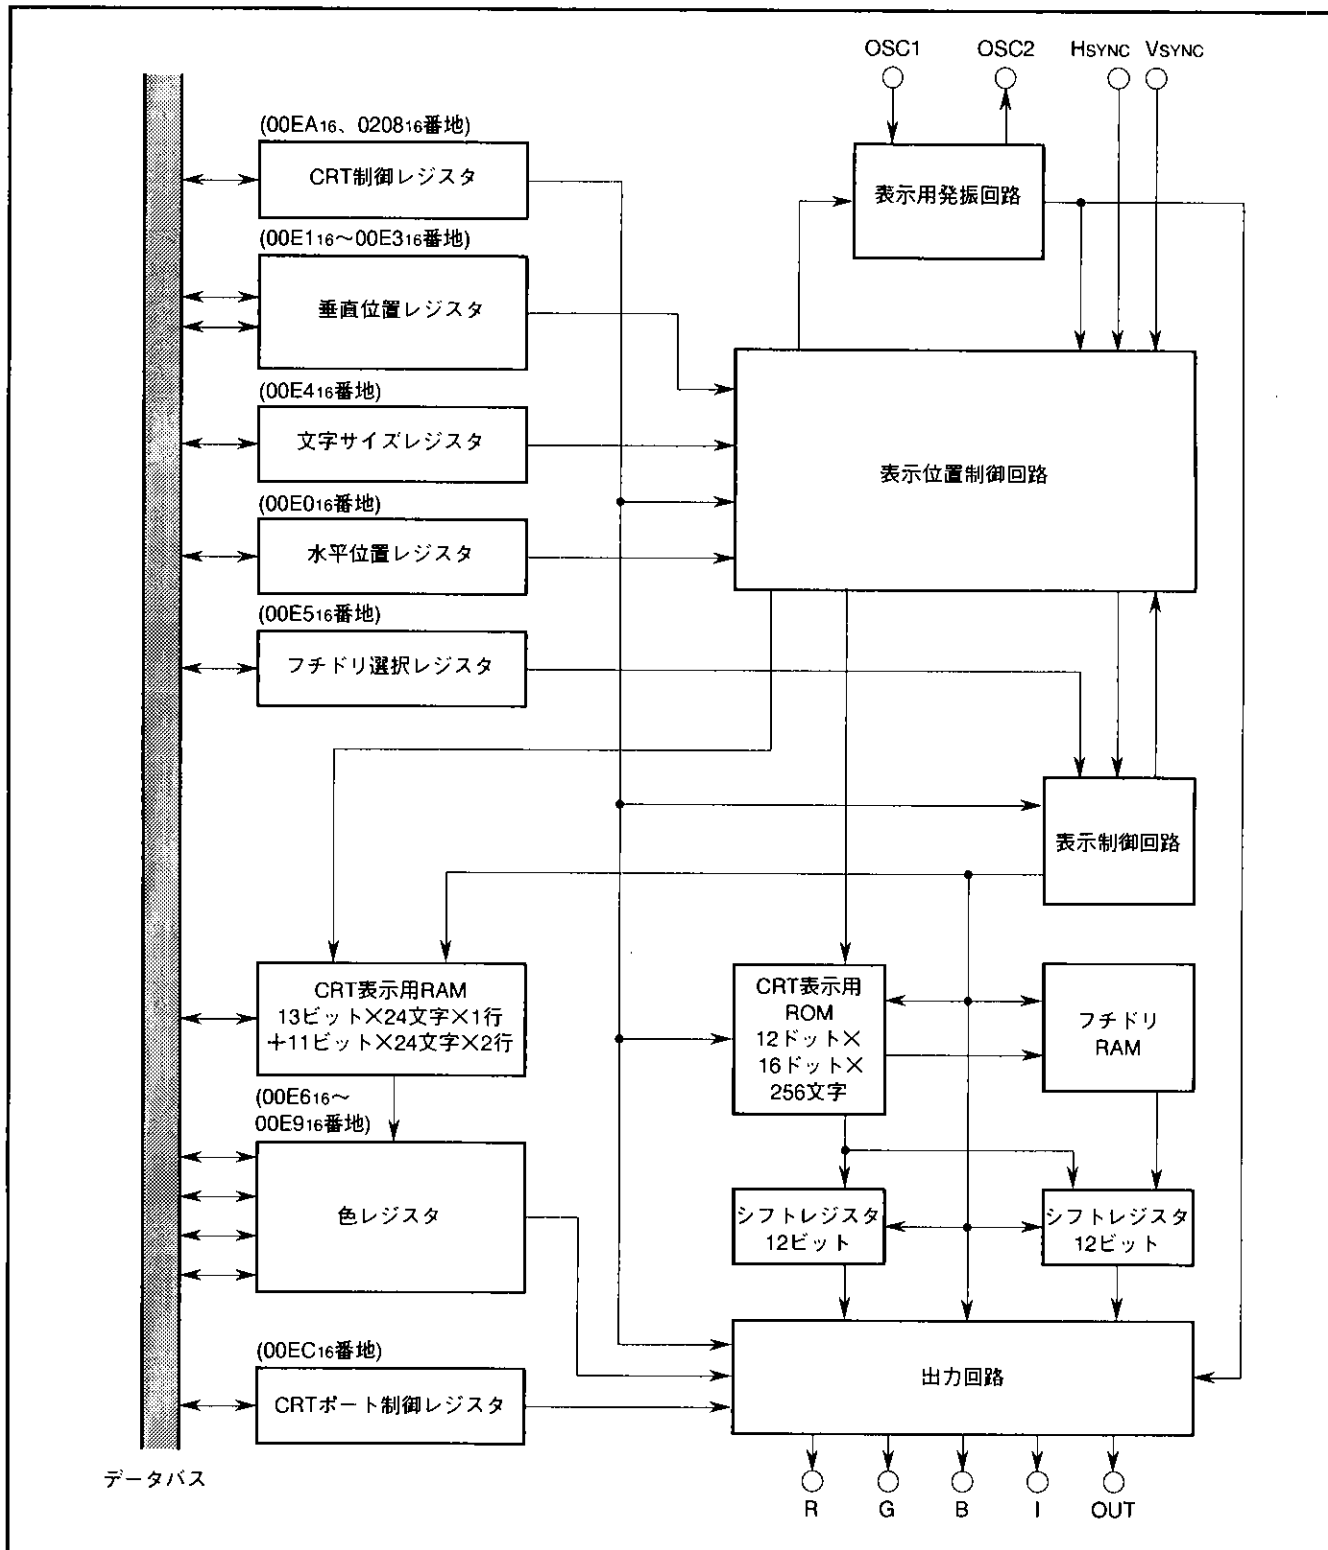 OSC1 OSC2 HSYNC VSYNC
(00EA16、020816番地)
CRT制御レジスタ
表示用発振回路
(00E116～00E316番地)
垂直位置レジスタ
(00E416番地)
文字サイズレジスタ
表示位置制御回路
(00E016番地)
水平位置レジスタ
(00E516番地)
フチドリ選択レジスタ
表示制御回路
CRT表示用RAM
13ビット×24文字×1行
＋11ビット×24文字×2行
CRT表示用
ROM
12ドット×
16ドット×
256文字
フチドリ
RAM
(00E616～
00E916番地)
色レジスタ
シフトレジスタ
12ビット
シフトレジスタ
12ビット
(00EC16番地)
CRTポート制御レジスタ
出力回路
データバス
R G B I OUT